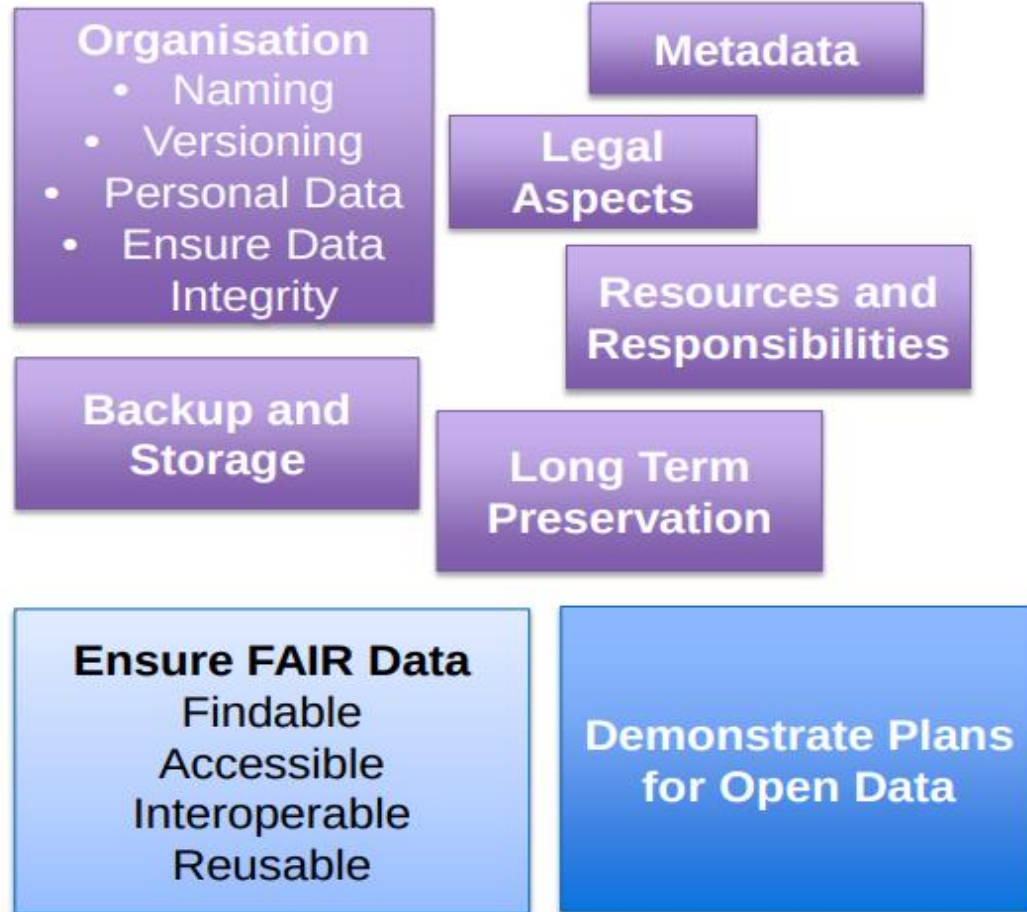 Organisation
• Naming
• Versioning
• Personal Data
• Ensure Data
Integrity
Metadata
Legal
Aspects
Resources and
Responsibilities
Backup and
Storage
Long Term
Preservation
Ensure FAIR Data
Findable
Accessible
Interoperable
Reusable
Demonstrate Plans
for Open Data